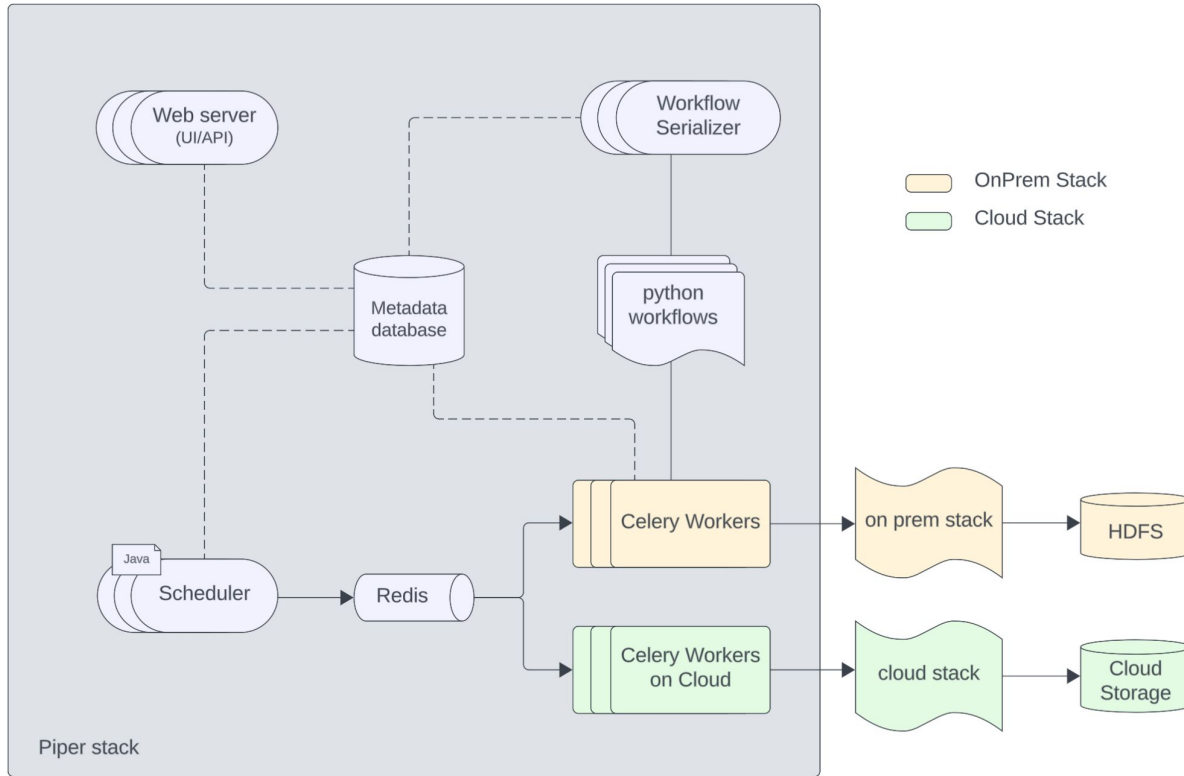 Web server
(UI/API)
Workflow
Serializer
OnPrem Stack
Cloud Stack
Metadata
database
python
workflows
Java
Scheduler
Redis
Celery Workers
on prem stack
HDFS
Celery Workers
on Cloud
cloud stack
Cloud
Storage
Piper stack